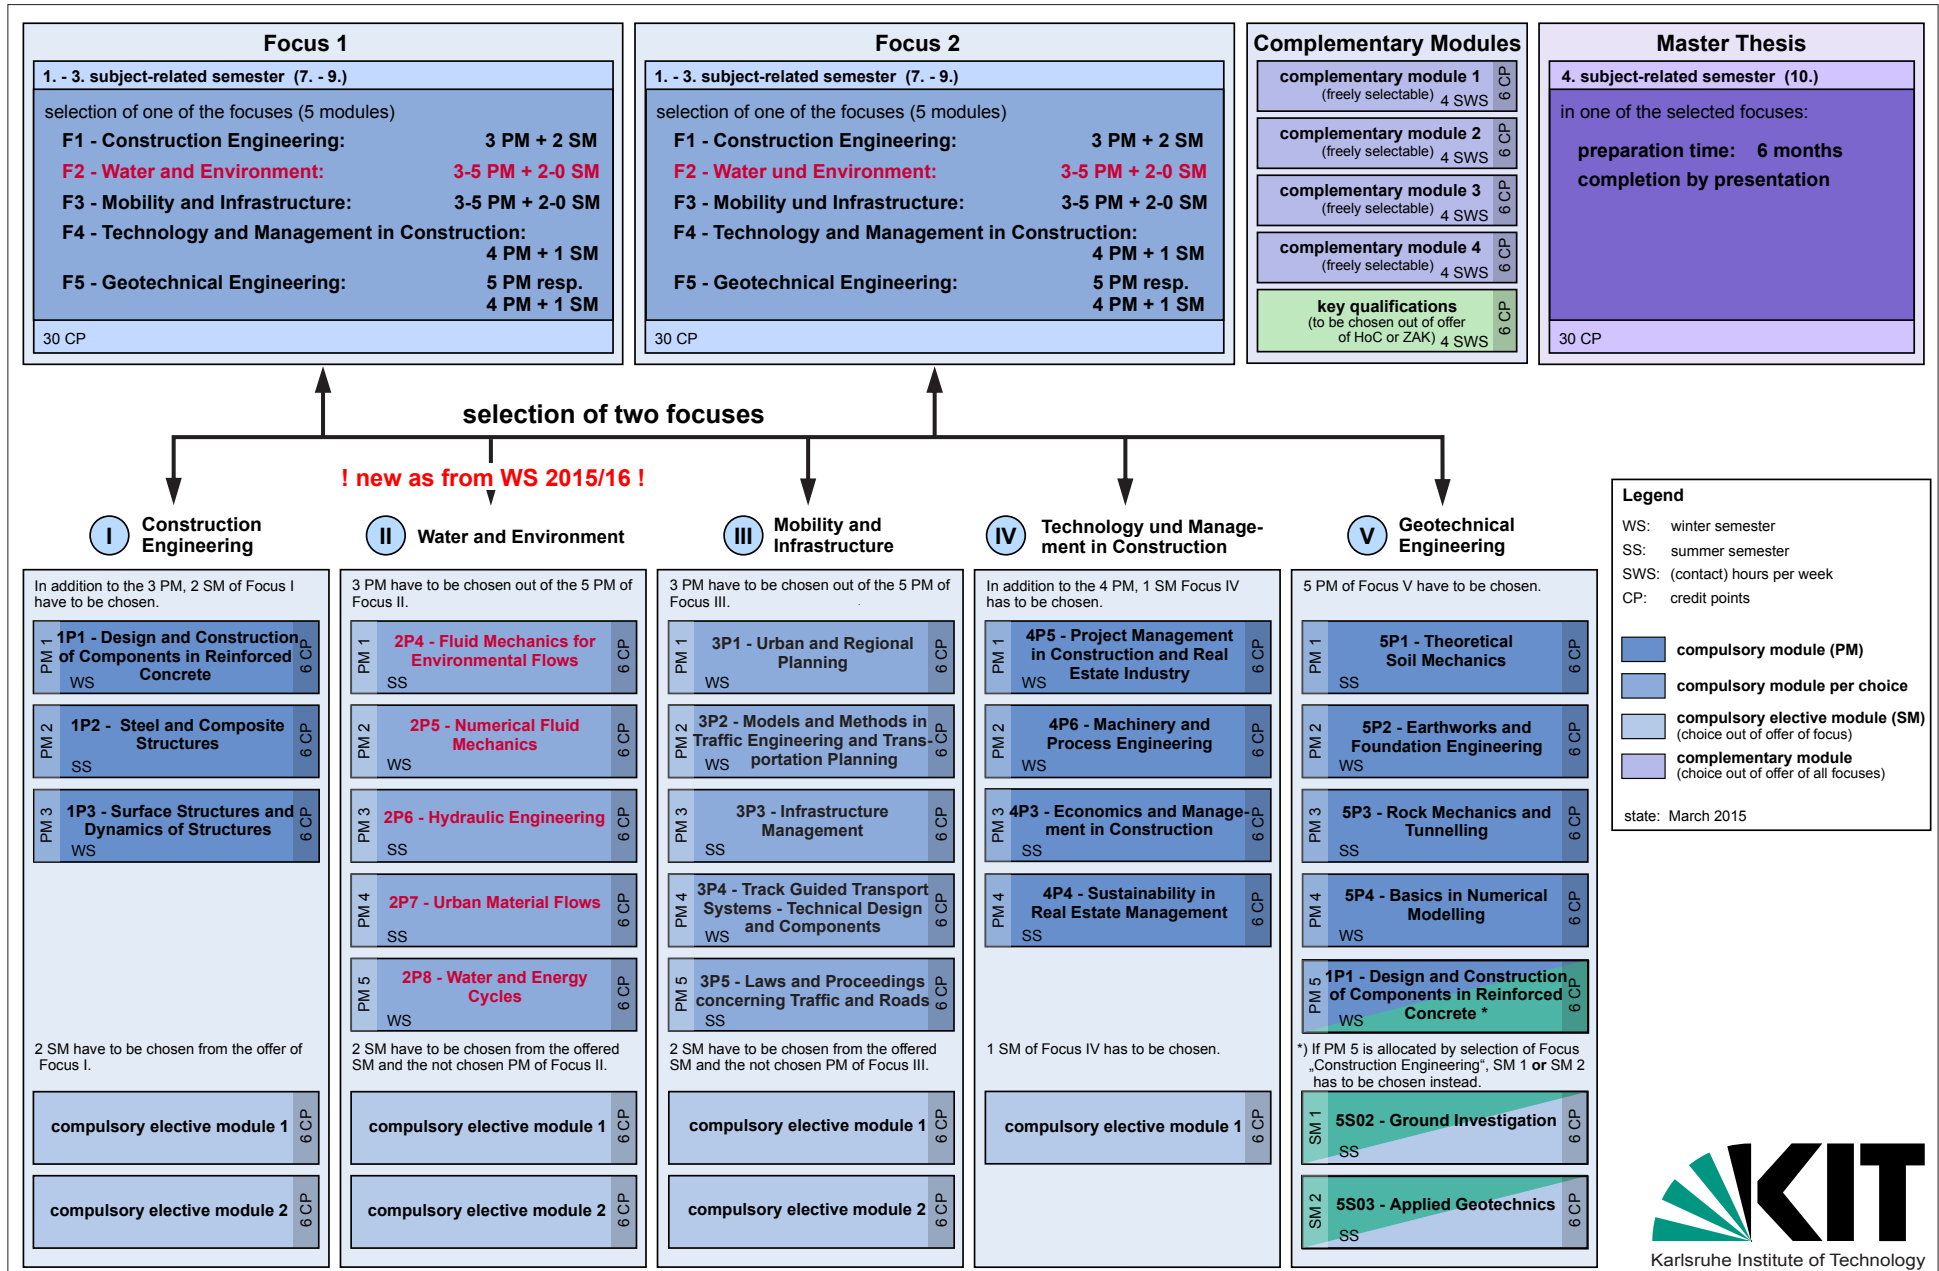 Focus 1
1. - 3. subject-related semester (7. - 9.)
selection of one of the focuses (5 modules)
F1 - Construction Engineering: 3 PM + 2 SM
F2 - Water and Environment: 3-5 PM + 2-0 SM
F3 - Mobility and Infrastructure: 3-5 PM + 2-0 SM
F4 - Technology and Management in Construction:
4 PM + 1 SM
F5 - Geotechnical Engineering: 5 PM resp.
4 PM + 1 SM
30 CP
Focus 2
1. - 3. subject-related semester (7. - 9.)
selection of one of the focuses (5 modules)
F1 - Construction Engineering: 3 PM + 2 SM
F2 - Water und Environment: 3-5 PM + 2-0 SM
F3 - Mobility und Infrastructure: 3-5 PM + 2-0 SM
F4 - Technology and Management in Construction:
4 PM + 1 SM
F5 - Geotechnical Engineering: 5 PM resp.
4 PM + 1 SM
30 CP
Complementary Modules
complementary module 1
(freely selectable) 4 SWS
6 CP
complementary module 2
(freely selectable) 4 SWS
6 CP
complementary module 3
(freely selectable) 4 SWS
6 CP
complementary module 4
(freely selectable) 4 SWS
6 CP
key qualifications
(to be chosen out of offer
of HoC or ZAK) 4 SWS
6 CP
Master Thesis
4. subject-related semester (10.)
in one of the selected focuses:
preparation time: 6 months
completion by presentation
30 CP
selection of two focuses
! new as from WS 2015/16 !
I
Construction
Engineering
In addition to the 3 PM, 2 SM of Focus I
have to be chosen.
PM 1
1P1 - Design and Construction
of Components in Reinforced
Concrete
WS
6 CP
PM 2
1P2 - Steel and Composite
Structures
SS
6 CP
PM 3
1P3 - Surface Structures and
Dynamics of Structures
WS
6 CP
2 SM have to be chosen from the offer of
Focus I.
compulsory elective module 1
6 CP
compulsory elective module 2
6 CP
II
Water and Environment
3 PM have to be chosen out of the 5 PM of
Focus II.
PM 1
2P4 - Fluid Mechanics for
Environmental Flows
SS
6 CP
PM 2
2P5 - Numerical Fluid
Mechanics
WS
6 CP
PM 3
2P6 - Hydraulic Engineering
SS
6 CP
PM 4
2P7 - Urban Material Flows
SS
6 CP
PM 5
2P8 - Water and Energy
Cycles
WS
6 CP
2 SM have to be chosen from the offered
SM and the not chosen PM of Focus II.
compulsory elective module 1
6 CP
compulsory elective module 2
6 CP
III
Mobility and
Infrastructure
3 PM have to be chosen out of the 5 PM of
Focus III.
PM 1
3P1 - Urban and Regional
Planning
WS
6 CP
PM 2
3P2 - Models and Methods in
Traffic Engineering and Trans-
portation Planning
WS
6 CP
PM 3
3P3 - Infrastructure
Management
SS
6 CP
PM 4
3P4 - Track Guided Transport
Systems - Technical Design
and Components
WS
6 CP
PM 5
3P5 - Laws and Proceedings
concerning Traffic and Roads
SS
6 CP
2 SM have to be chosen from the offered
SM and the not chosen PM of Focus III.
compulsory elective module 1
6 CP
compulsory elective module 2
6 CP
IV
Technology und Manage-
ment in Construction
In addition to the 4 PM, 1 SM Focus IV
has to be chosen.
PM 1
4P5 - Project Management
in Construction and Real
Estate Industry
WS
6 CP
PM 2
4P6 - Machinery and
Process Engineering
WS
6 CP
PM 3
4P3 - Economics and Manage-
ment in Construction
SS
6 CP
PM 4
4P4 - Sustainability in
Real Estate Management
SS
6 CP
1 SM of Focus IV has to be chosen.
compulsory elective module 1
6 CP
V
Geotechnical
Engineering
5 PM of Focus V have to be chosen.
PM 1
5P1 - Theoretical
Soil Mechanics
SS
6 CP
PM 2
5P2 - Earthworks and
Foundation Engineering
WS
6 CP
PM 3
5P3 - Rock Mechanics and
Tunnelling
SS
6 CP
PM 4
5P4 - Basics in Numerical
Modelling
WS
6 CP
PM 5
1P1 - Design and Construction
of Components in Reinforced
Concrete *
WS
6 CP
*) If PM 5 is allocated by selection of Focus
„Construction Engineering“, SM 1 or SM 2
has to be chosen instead.
SM 1
5S02 - Ground Investigation
SS
6 CP
SM 2
5S03 - Applied Geotechnics
SS
6 CP
Legend
WS: winter semester
SS: summer semester
SWS: (contact) hours per week
CP: credit points
compulsory module (PM)
compulsory module per choice
compulsory elective module (SM)
(choice out of offer of focus)
complementary module
(choice out of offer of all focuses)
state: March 2015
KIT
Karlsruhe Institute of Technology